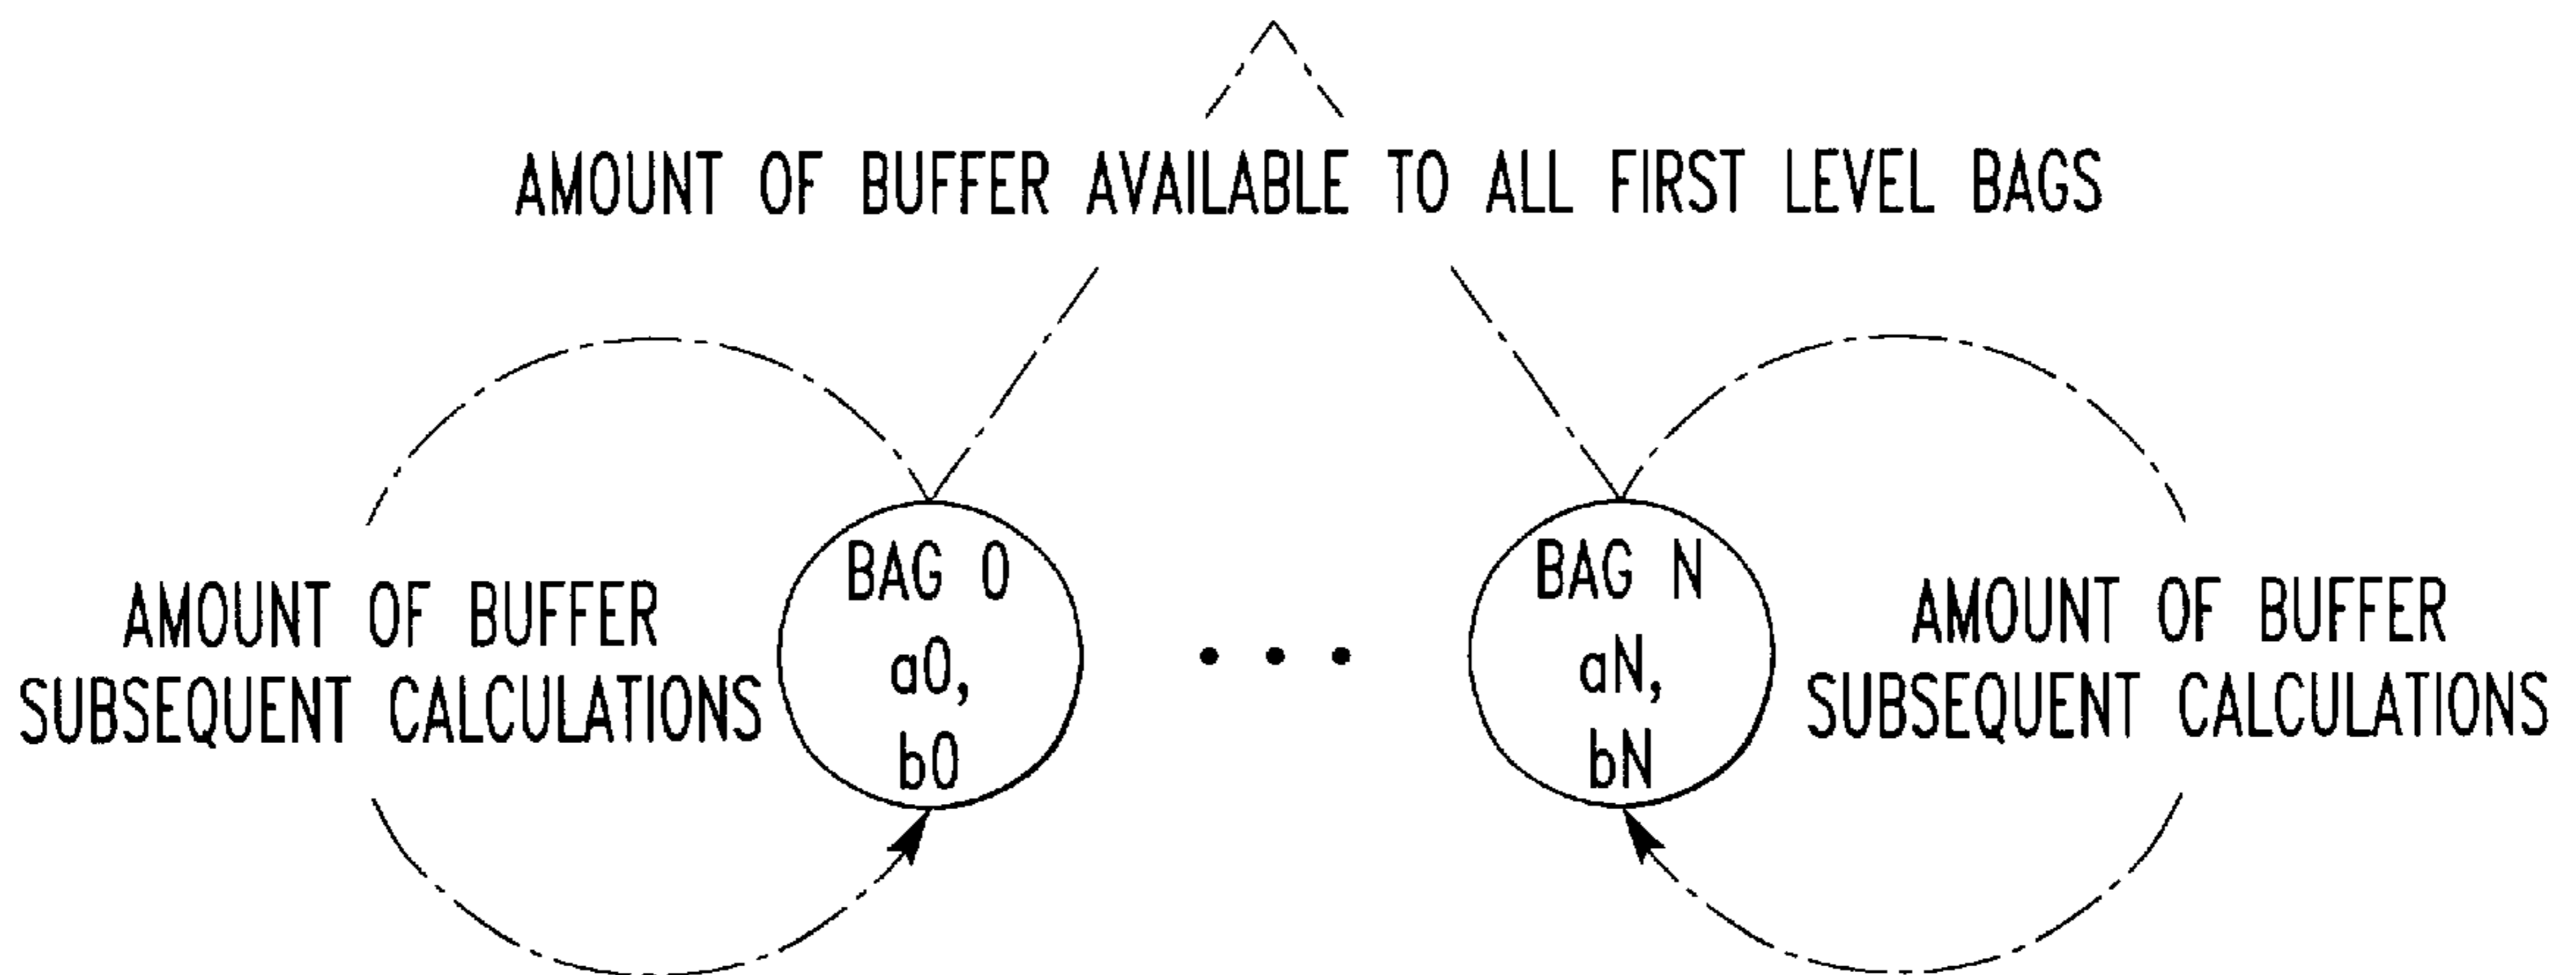 AMOUNT OF BUFFER AVAILABLE TO ALL FIRST LEVEL BAGS
AMOUNT OF BUFFER
SUBSEQUENT CALCULATIONS
BAG 0
a0,
b0
BAG N
aN,
bN
AMOUNT OF BUFFER
SUBSEQUENT CALCULATIONS